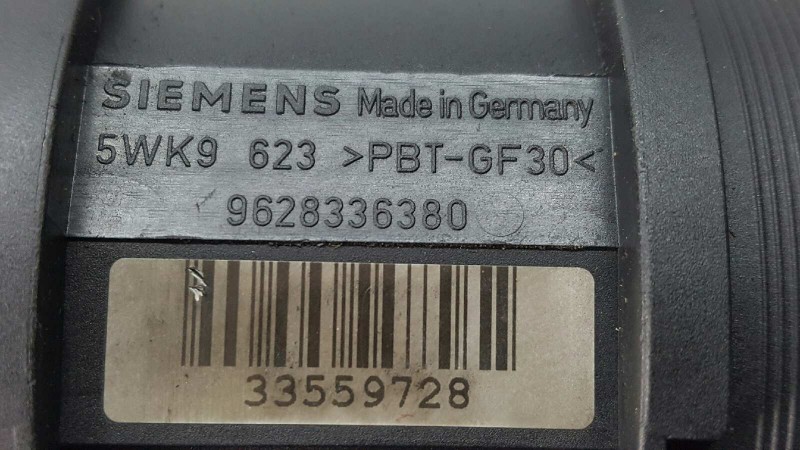 SIEMENS Made in Germany
5WK9 623 >PBT-GF30<
9628336380
33559728